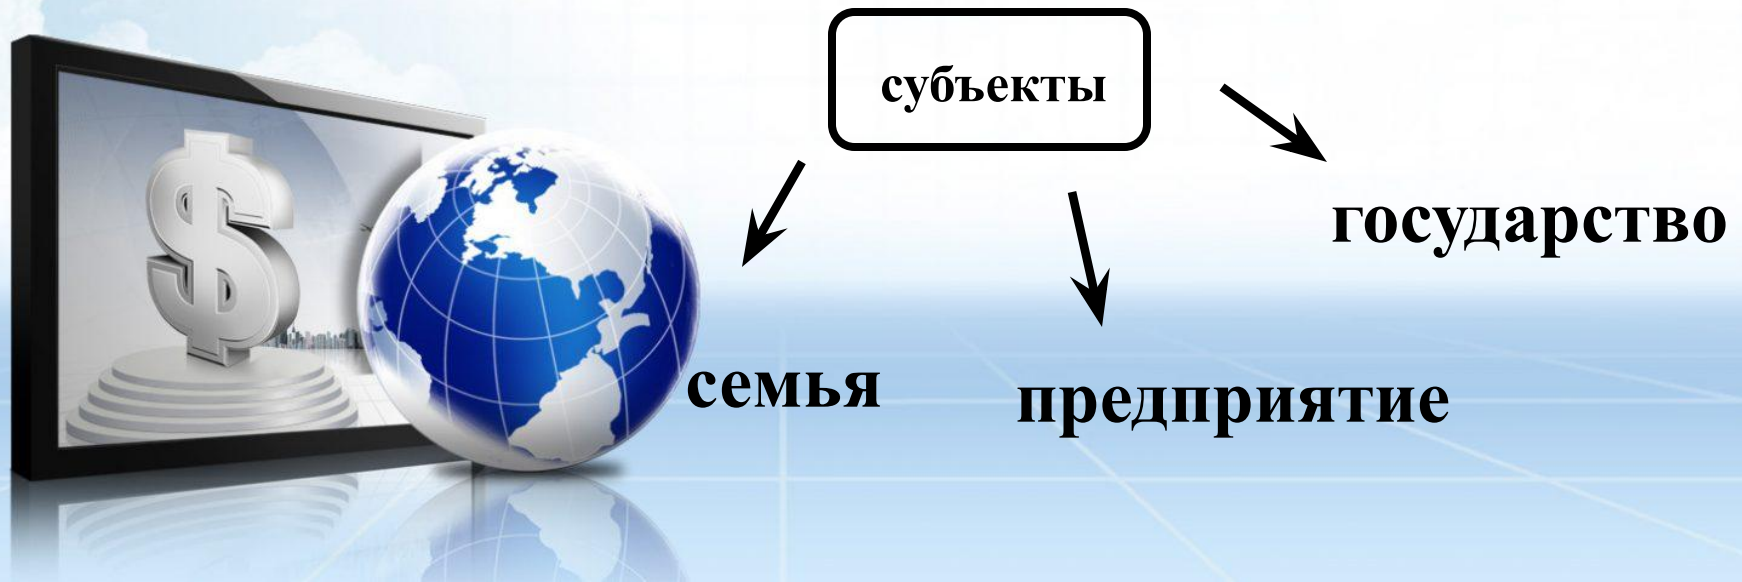 субъекты
государство
семья
предприятие